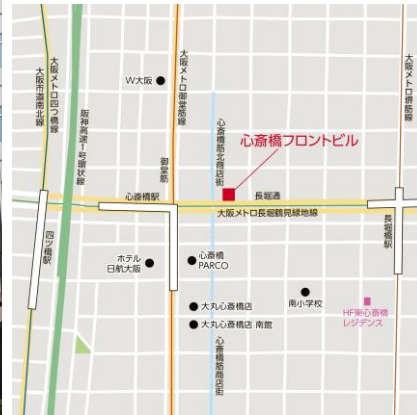 大阪メトロ四つ橋線
大阪市道南北線
阪神高速1号環状線
W大阪
大阪メトロ御堂筋線
御堂筋
心斎橋筋北商店街
心斎橋フロントビル
大阪メトロ堺筋線
心斎橋駅
長堀通
大阪メトロ長堀鶴見緑地線
四ツ橋駅
長堀橋駅
ホテル
日航大阪
心斎橋
PARCO
大丸心斎橋店
大丸心斎橋店 南館
心斎橋筋商店街
南小学校
HF東心斎橋
レジデンス